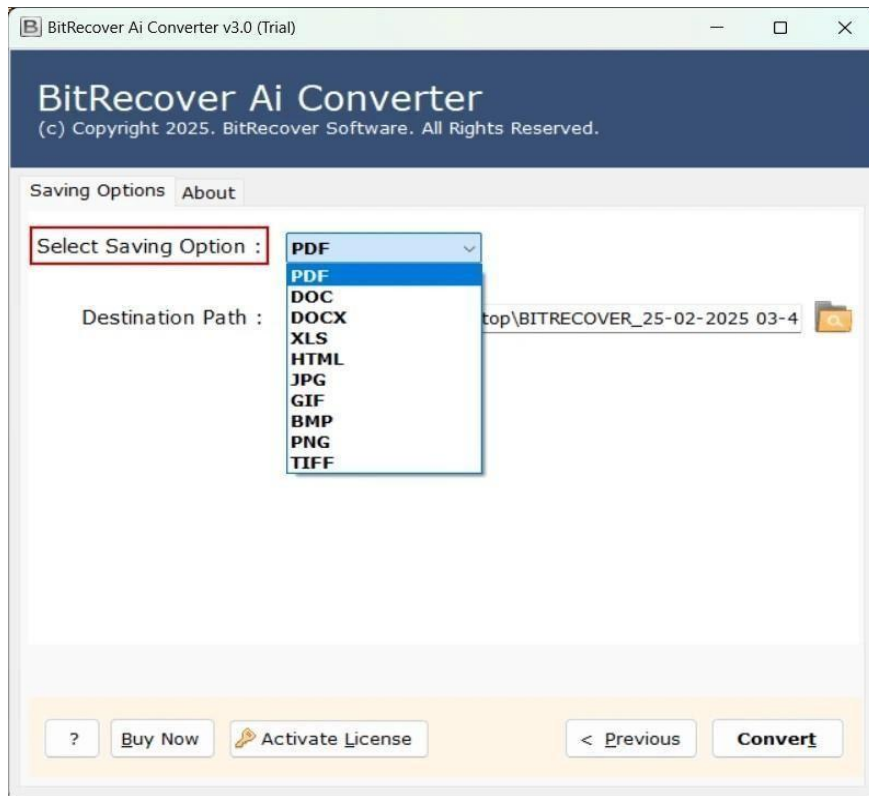 BitRecover Ai Converter v3.0 (Trial)
BitRecover Ai Converter
(c) Copyright 2025. BitRecover Software. All Rights Reserved.
Saving Options About
Select Saving Option : PDF
PDF
DOC
DOCX
XLS
HTML
JPG
GIF
BMP
PNG
TIFF
Destination Path : top\BITRECOVER_25-02-2025 03-4
? Buy Now Activate License < Previous Convert